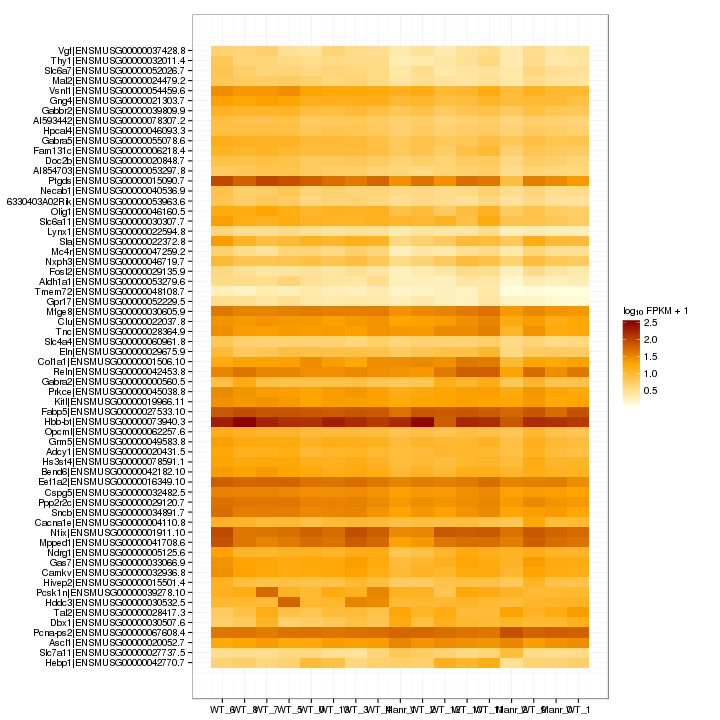 Vgf|ENSMUSG00000037428.8
Thy1|ENSMUSG00000032011.4
Slc6a7|ENSMUSG00000052026.7
Mal2|ENSMUSG00000024479.2
Vsnl1|ENSMUSG00000054459.6
Gng4|ENSMUSG00000021303.7
Gabbr2|ENSMUSG00000039809.9
AI593442|ENSMUSG00000078307.2
Hpcal4|ENSMUSG00000046093.3
Gabra5|ENSMUSG00000055078.6
Fam131c|ENSMUSG00000006218.4
Doc2b|ENSMUSG00000020848.7
AI854703|ENSMUSG00000053297.8
Ptgds|ENSMUSG00000015090.7
Necab1|ENSMUSG00000040536.9
6330403A02Rik|ENSMUSG00000053963.6
Olig1|ENSMUSG00000046160.5
Slc6a11|ENSMUSG00000030307.7
Lynx1|ENSMUSG00000022594.8
Sla|ENSMUSG00000022372.8
Mc4r|ENSMUSG00000047259.2
Nxph3|ENSMUSG00000046719.7
Fosl2|ENSMUSG00000029135.9
Aldh1a1|ENSMUSG00000053279.6
Tmem72|ENSMUSG00000048108.7
Gpr17|ENSMUSG00000052229.5
Mfge8|ENSMUSG00000030605.9
Clu|ENSMUSG00000022037.8
Tnc|ENSMUSG00000028364.9
Slc4a4|ENSMUSG00000060961.8
Eln|ENSMUSG00000029675.9
Col1a1|ENSMUSG00000001506.10
Reln|ENSMUSG00000042453.8
Gabra2|ENSMUSG00000000560.5
Prkce|ENSMUSG00000045038.8
Kitl|ENSMUSG00000019966.11
Fabp5|ENSMUSG00000027533.10
Hbb-bt|ENSMUSG00000073940.3
Opcml|ENSMUSG00000062257.6
Grm5|ENSMUSG00000049583.8
Adcy1|ENSMUSG00000020431.5
Hs3st4|ENSMUSG00000078591.1
Bend6|ENSMUSG00000042182.10
Eef1a2|ENSMUSG00000016349.10
Cspg5|ENSMUSG00000032482.5
Ppp2r2c|ENSMUSG00000029120.7
Sncb|ENSMUSG00000034891.7
Cacna1e|ENSMUSG00000004110.8
Nfix|ENSMUSG00000001911.10
Mpped1|ENSMUSG00000041708.6
Ndrg1|ENSMUSG00000005125.6
Gas7|ENSMUSG00000033066.9
Camkv|ENSMUSG00000032936.8
Hivep2|ENSMUSG00000015501.4
Pcsk1n|ENSMUSG00000039278.10
Hddc3|ENSMUSG00000030532.5
Tal2|ENSMUSG00000028417.3
Dbx1|ENSMUSG00000030507.6
Pcna-ps2|ENSMUSG00000067608.4
Ascl1|ENSMUSG00000020052.7
Slc7a11|ENSMUSG00000027737.5
Hebp1|ENSMUSG00000042770.7
log₁₀ FPKM + 1
2.5
2.0
1.5
1.0
0.5
WT_1